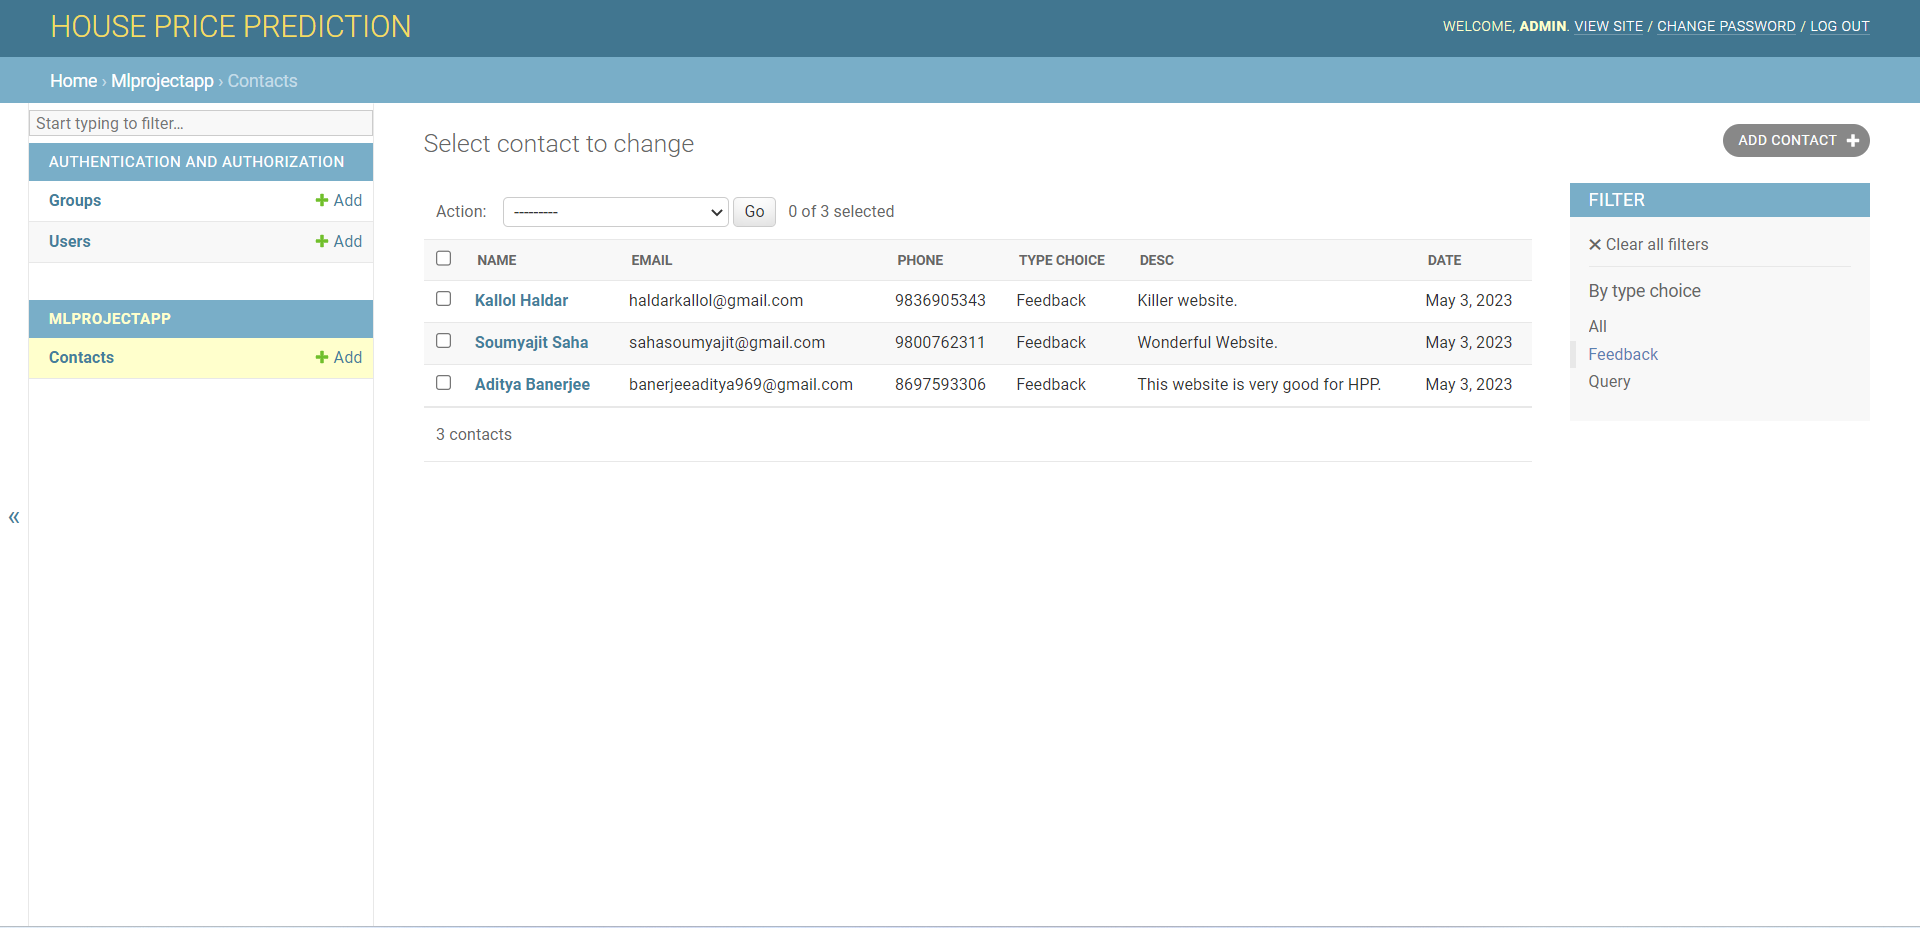 HOUSE PRICE PREDICTION
WELCOME, ADMIN. VIEW SITE / CHANGE PASSWORD / LOG OUT
Home › Mlprojectapp › Contacts
Start typing to filter...
AUTHENTICATION AND AUTHORIZATION
Groups + Add
Users + Add
MLPROJECTAPP
Contacts + Add
«
Select contact to change
ADD CONTACT +
Action: --------- Go 0 of 3 selected
NAME EMAIL PHONE TYPE CHOICE DESC DATE
Kallol Haldar haldarkallol@gmail.com 9836905343 Feedback Killer website. May 3, 2023
Soumyajit Saha sahasoumyajit@gmail.com 9800762311 Feedback Wonderful Website. May 3, 2023
Aditya Banerjee banerjeeaditya969@gmail.com 8697593306 Feedback This website is very good for HPP. May 3, 2023
3 contacts
FILTER
✕ Clear all filters
By type choice
All
Feedback
Query